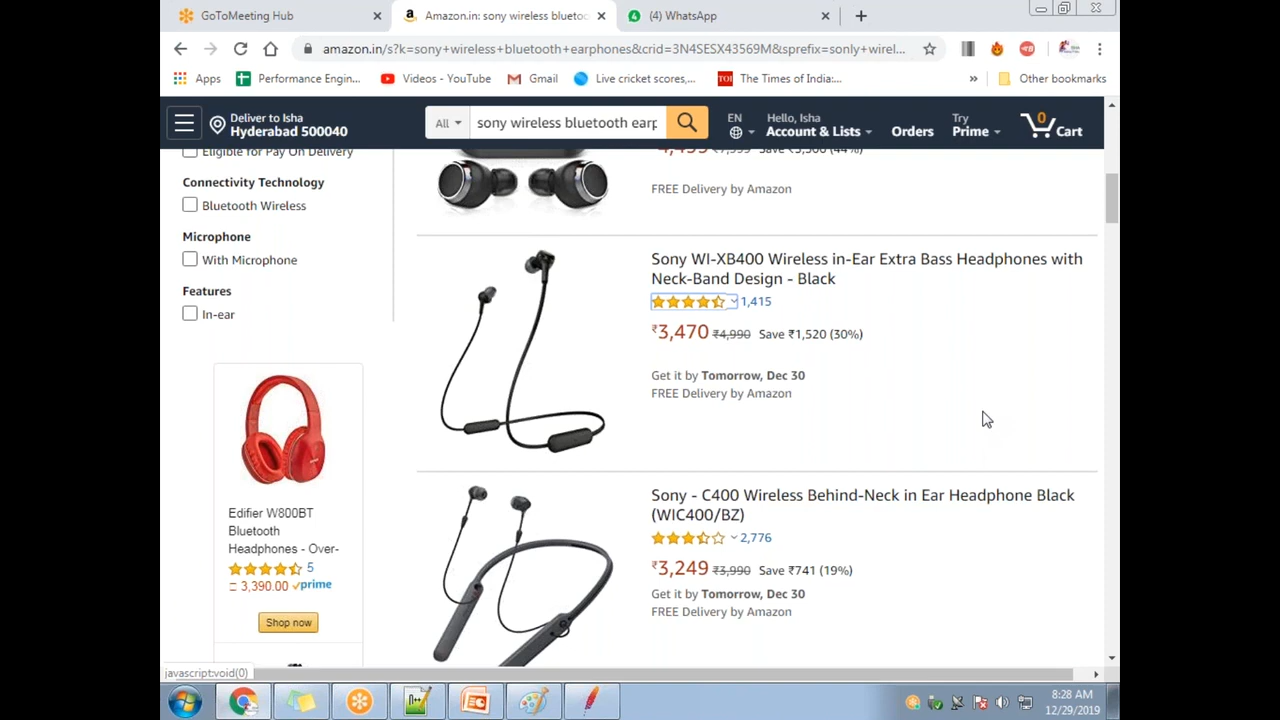 GoToMeeting Hub
Amazon.in: sony wireless bluetoo
(4) WhatsApp
amazon.in/s?k=sony+wireless+bluetooth+earphones&crid=3N4SESX43569M&sprefix=sonly+wirel...
Apps
Performance Engin...
Videos - YouTube
Gmail
Live cricket scores,...
TOI
The Times of India:...
»
Other bookmarks
Deliver to Isha
Hyderabad 500040
All
sony wireless bluetooth earp
EN
Hello, Isha
Account & Lists
Orders
Try
Prime
0
Cart
Eligible for Pay On Delivery
Connectivity Technology
Bluetooth Wireless
Microphone
With Microphone
Features
In-ear
Edifier W800BT
Bluetooth
Headphones - Over-
5
3,390.00 prime
Shop now
FREE Delivery by Amazon
Sony WI-XB400 Wireless in-Ear Extra Bass Headphones with
Neck-Band Design - Black
1,415
₹3,470 ₹4,990 Save ₹1,520 (30%)
Get it by Tomorrow, Dec 30
FREE Delivery by Amazon
Sony - C400 Wireless Behind-Neck in Ear Headphone Black
(WIC400/BZ)
2,776
₹3,249 ₹3,990 Save ₹741 (19%)
Get it by Tomorrow, Dec 30
FREE Delivery by Amazon
javascript:void(0)
8:28 AM
12/29/2019